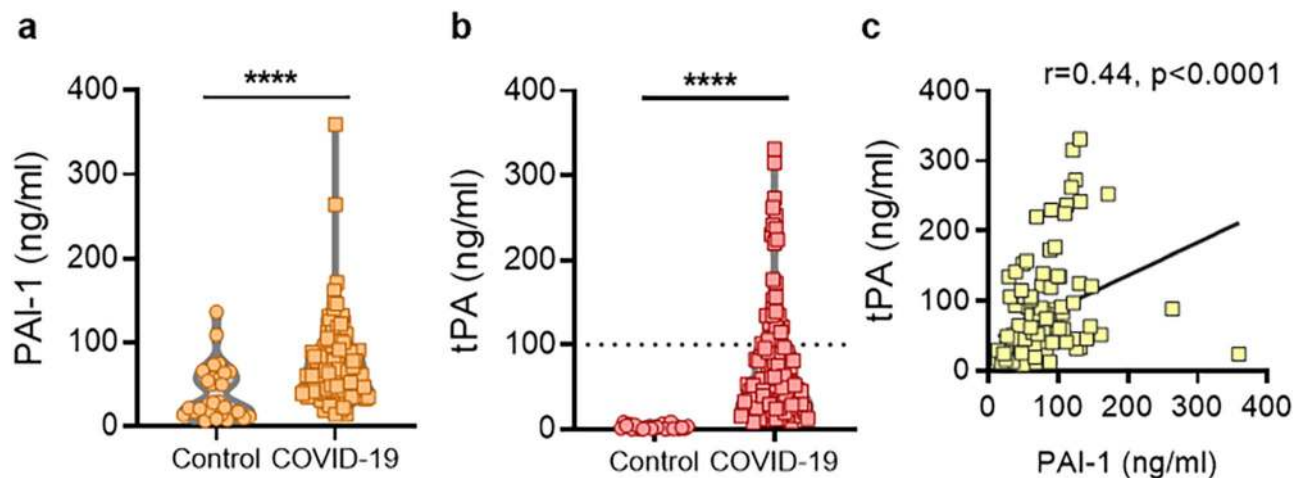 a
****
PAI-1 (ng/ml)
400
300
200
100
0
Control COVID-19
b
****
tPA (ng/ml)
400
300
200
100
0
Control COVID-19
c
r=0.44, p<0.0001
tPA (ng/ml)
400
300
200
100
0
0 100 200 300 400
PAI-1 (ng/ml)